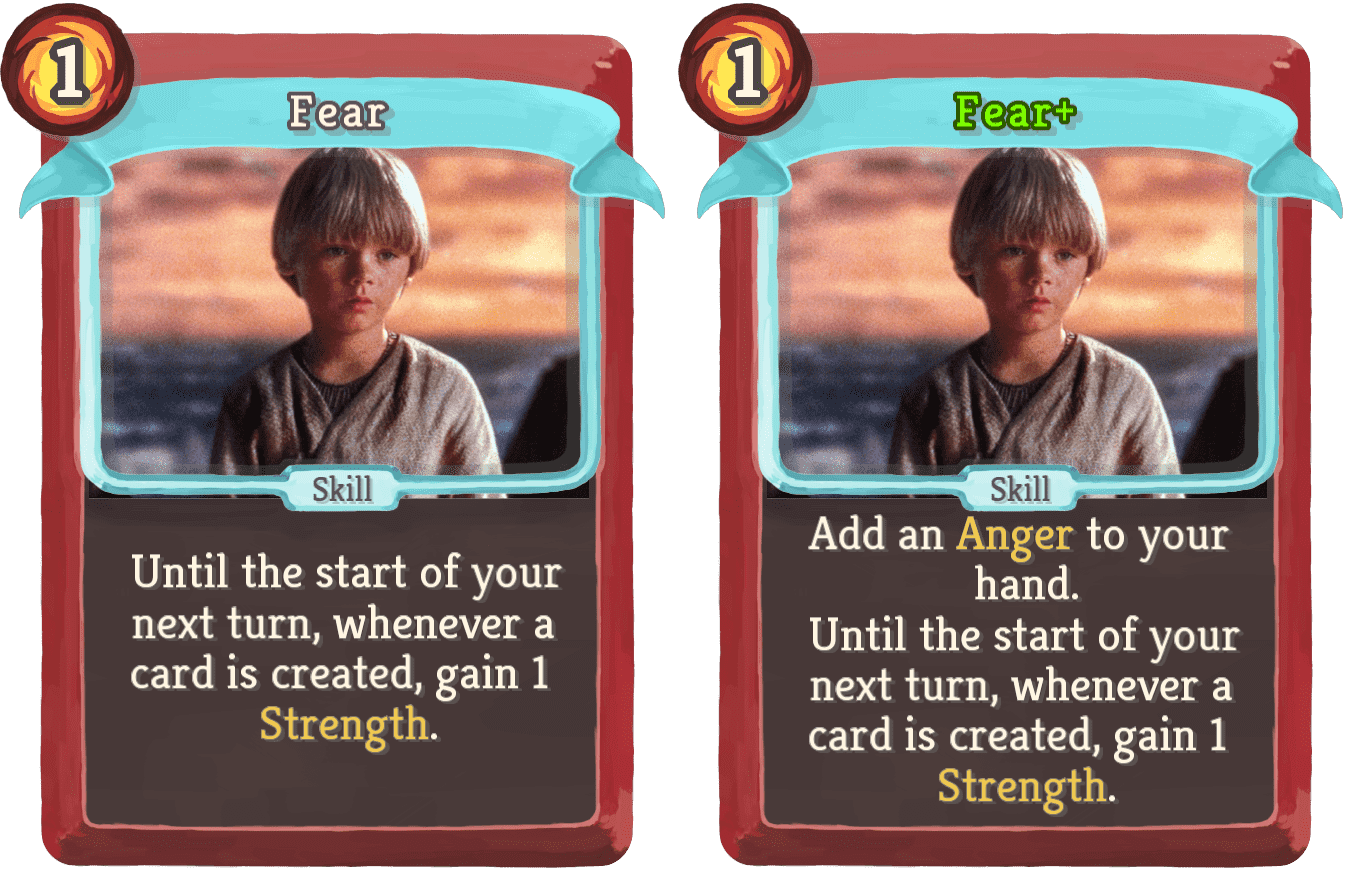 1
Fear
Skill
Until the start of your
next turn, whenever a
card is created, gain 1
Strength.
1
Fear+
Skill
Add an Anger to your
hand.
Until the start of your
next turn, whenever a
card is created, gain 1
Strength.